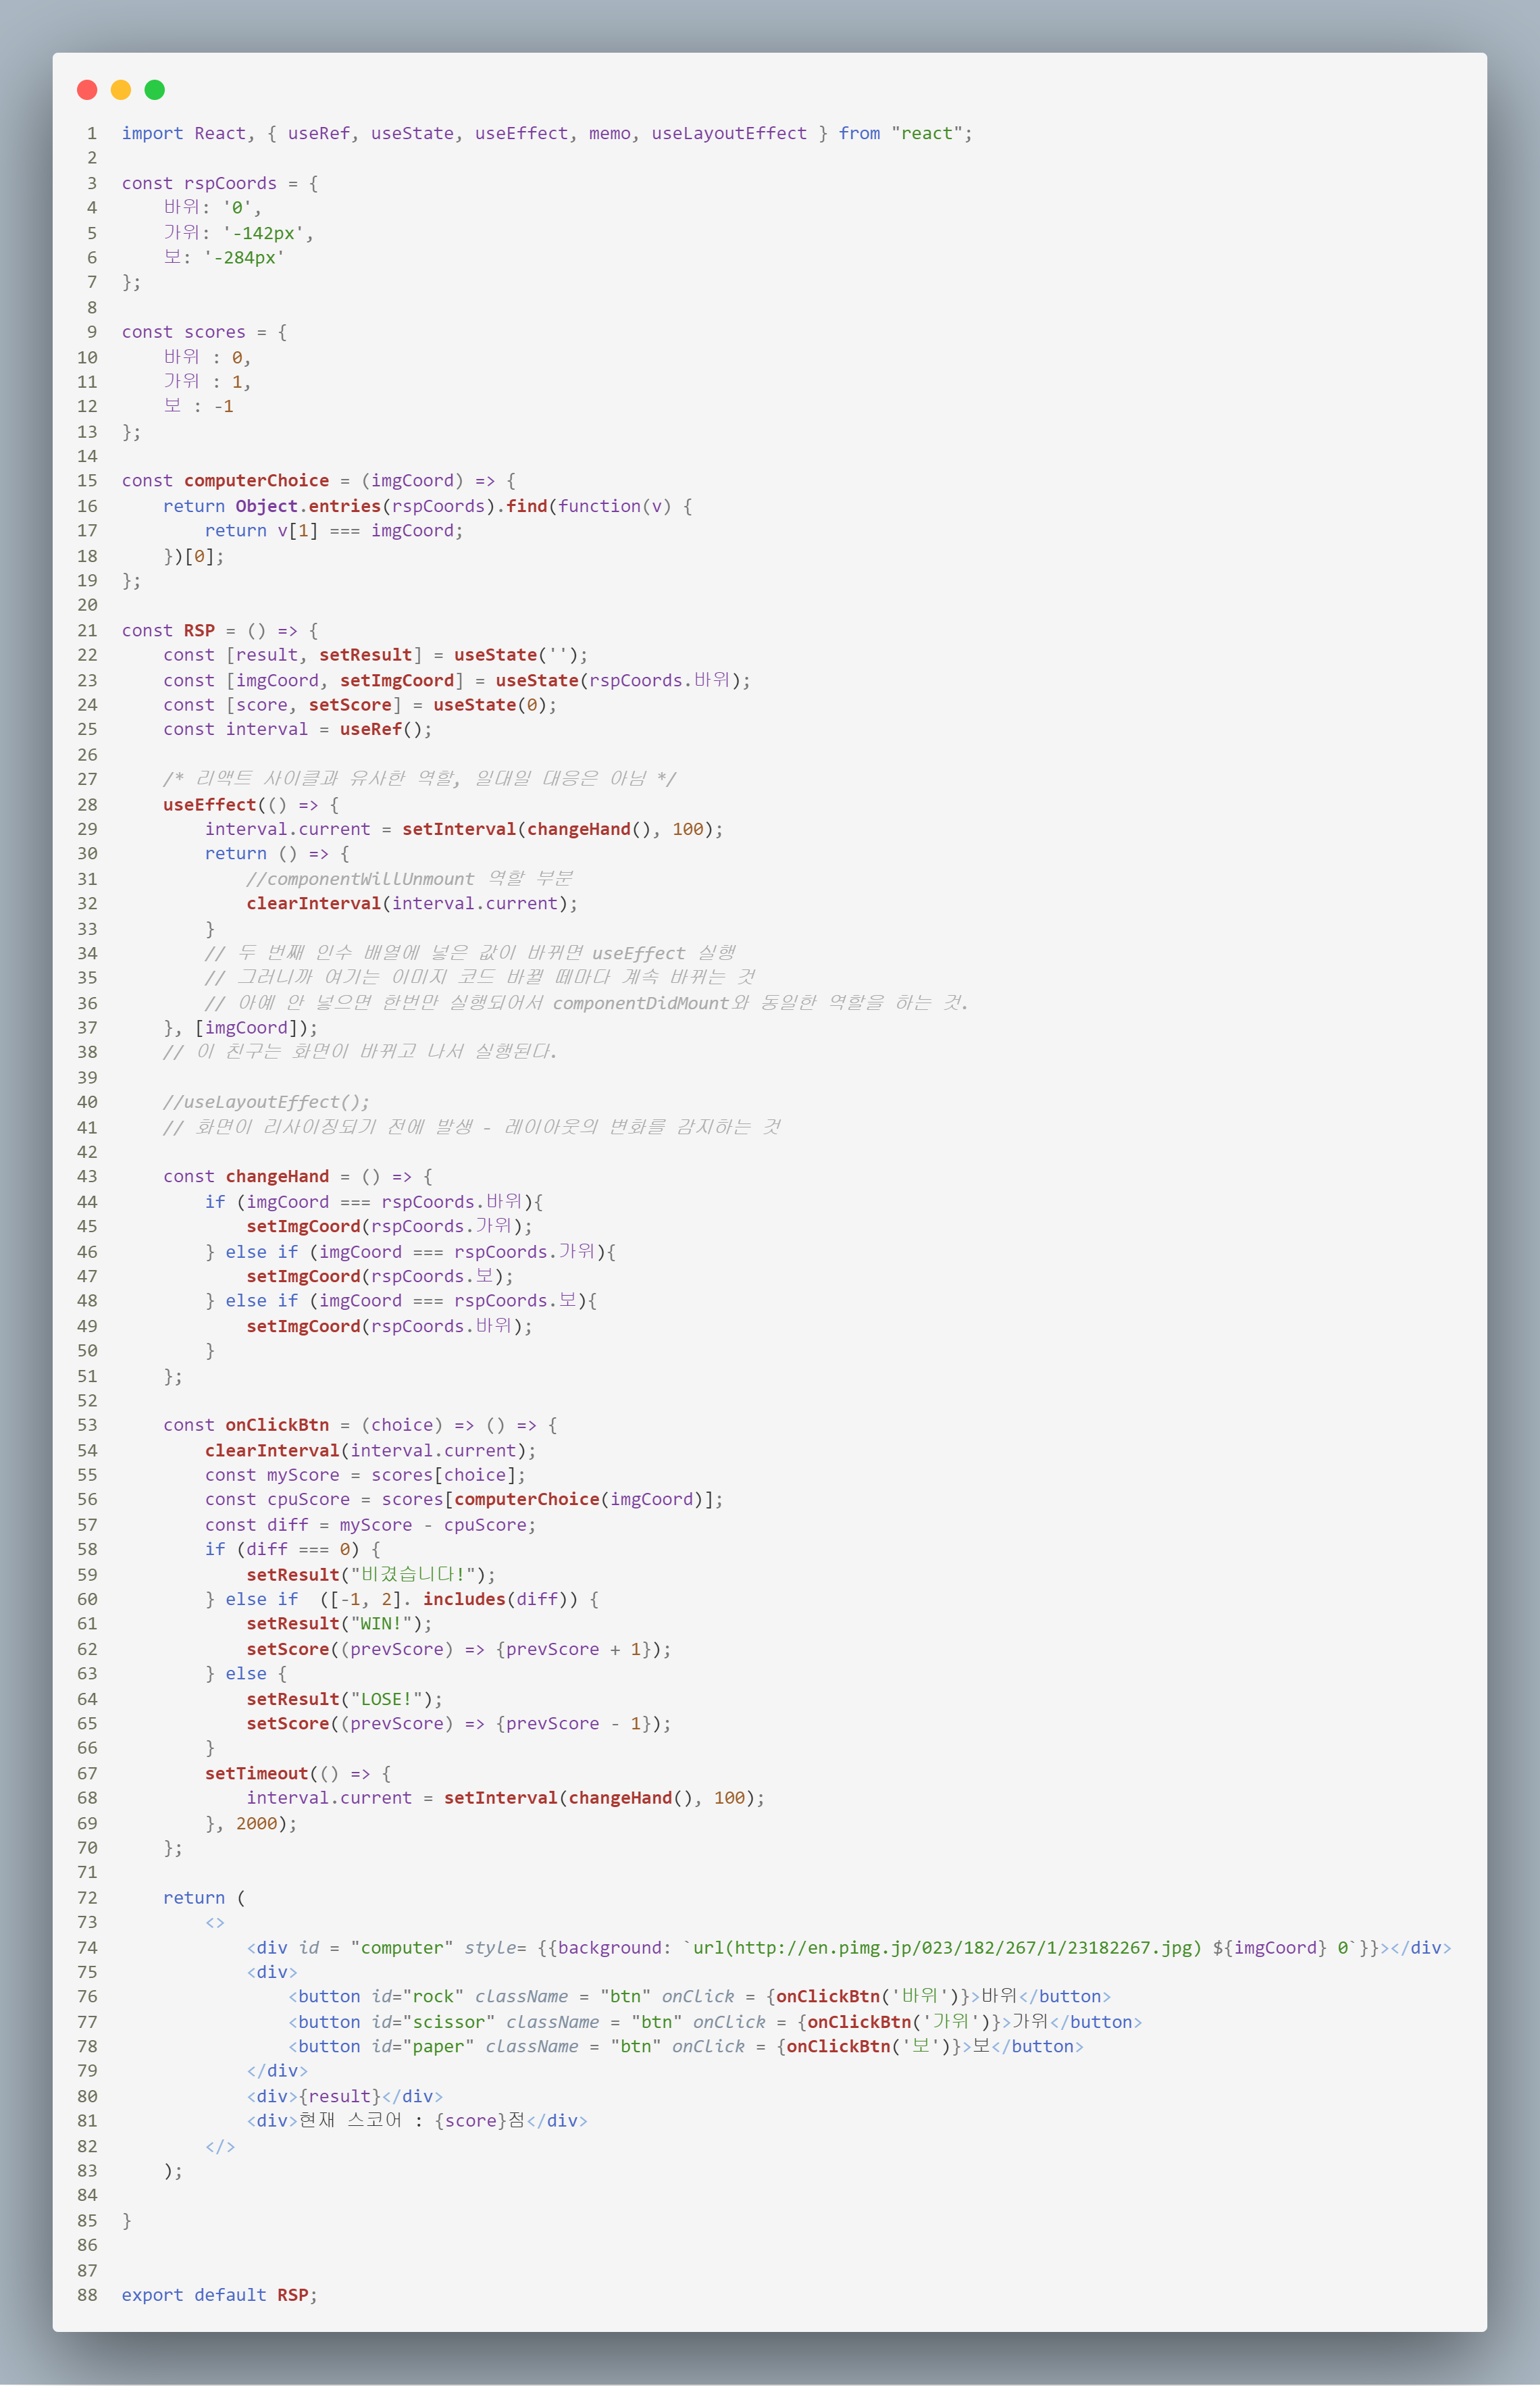 1 import React, { useRef, useState, useEffect, memo, useLayoutEffect } from "react";
2
3 const rspCoords = {
4     바위: '0',
5     가위: '-142px',
6     보: '-284px'
7 };
8
9 const scores = {
10     바위 : 0,
11     가위 : 1,
12     보 : -1
13 };
14
15 const computerChoice = (imgCoord) => {
16     return Object.entries(rspCoords).find(function(v) {
17         return v[1] === imgCoord;
18     })[0];
19 };
20
21 const RSP = () => {
22     const [result, setResult] = useState('');
23     const [imgCoord, setImgCoord] = useState(rspCoords.바위);
24     const [score, setScore] = useState(0);
25     const interval = useRef();
26
27     /* 리액트 사이클과 유사한 역할, 일대일 대응은 아님 */
28     useEffect(() => {
29         interval.current = setInterval(changeHand(), 100);
30         return () => {
31             //componentWillUnmount 역할 부분
32             clearInterval(interval.current);
33         }
34         // 두 번째 인수 배열에 넣은 값이 바뀌면 useEffect 실행
35         // 그러니까 여기는 이미지 코드 바뀔 떼마다 계속 바뀌는 것
36         // 아예 안 넣으면 한번만 실행되어서 componentDidMount와 동일한 역할을 하는 것.
37     }, [imgCoord]);
38     // 이 친구는 화면이 바뀌고 나서 실행된다.
39
40     //useLayoutEffect();
41     // 화면이 리사이징되기 전에 발생 - 레이아웃의 변화를 감지하는 것
42
43     const changeHand = () => {
44         if (imgCoord === rspCoords.바위){
45             setImgCoord(rspCoords.가위);
46         } else if (imgCoord === rspCoords.가위){
47             setImgCoord(rspCoords.보);
48         } else if (imgCoord === rspCoords.보){
49             setImgCoord(rspCoords.바위);
50         }
51     };
52
53     const onClickBtn = (choice) => () => {
54         clearInterval(interval.current);
55         const myScore = scores[choice];
56         const cpuScore = scores[computerChoice(imgCoord)];
57         const diff = myScore - cpuScore;
58         if (diff === 0) {
59             setResult("비겼습니다!");
60         } else if  ([-1, 2]. includes(diff)) {
61             setResult("WIN!");
62             setScore((prevScore) => {prevScore + 1});
63         } else {
64             setResult("LOSE!");
65             setScore((prevScore) => {prevScore - 1});
66         }
67         setTimeout(() => {
68             interval.current = setInterval(changeHand(), 100);
69         }, 2000);
70     };
71
72     return (
73         <>
74             <div id = "computer" style= {{background: `url(http://en.pimg.jp/023/182/267/1/23182267.jpg) ${imgCoord} 0`}}></div>
75             <div>
76                 <button id="rock" className = "btn" onClick = {onClickBtn('바위')}>바위</button>
77                 <button id="scissor" className = "btn" onClick = {onClickBtn('가위')}>가위</button>
78                 <button id="paper" className = "btn" onClick = {onClickBtn('보')}>보</button>
79             </div>
80             <div>{result}</div>
81             <div>현재 스코어 : {score}점</div>
82         </>
83     );
84
85 }
86
87
88 export default RSP;